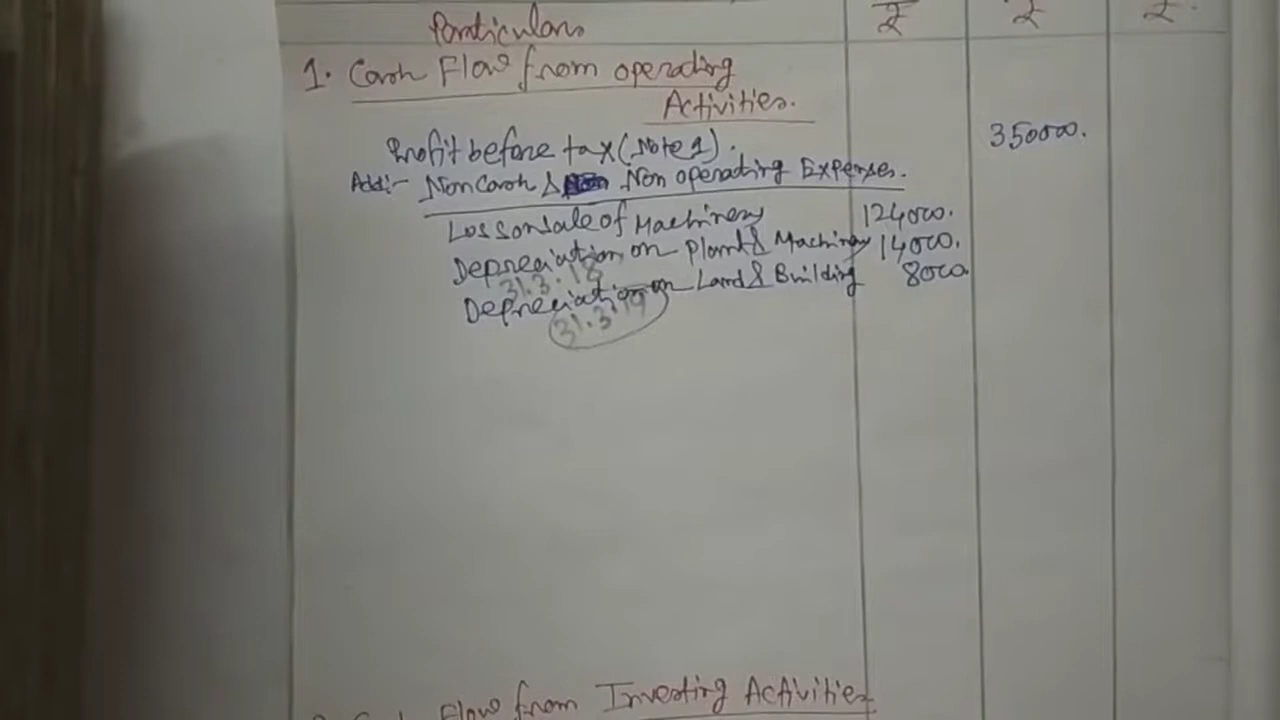 Particulars ₹ ₹ ₹
1. Cash Flow from operating
Activities.
Profit before tax (Note 1). 350000.
Add:- Non Cash & Non operating Expenses.
Loss on sale of Machinery 124000.
Depreciation on Plant & Machinery 14000.
31.3.18
Depreciation on Land & Building 8000
31.3.19
Flow from Investing Activities